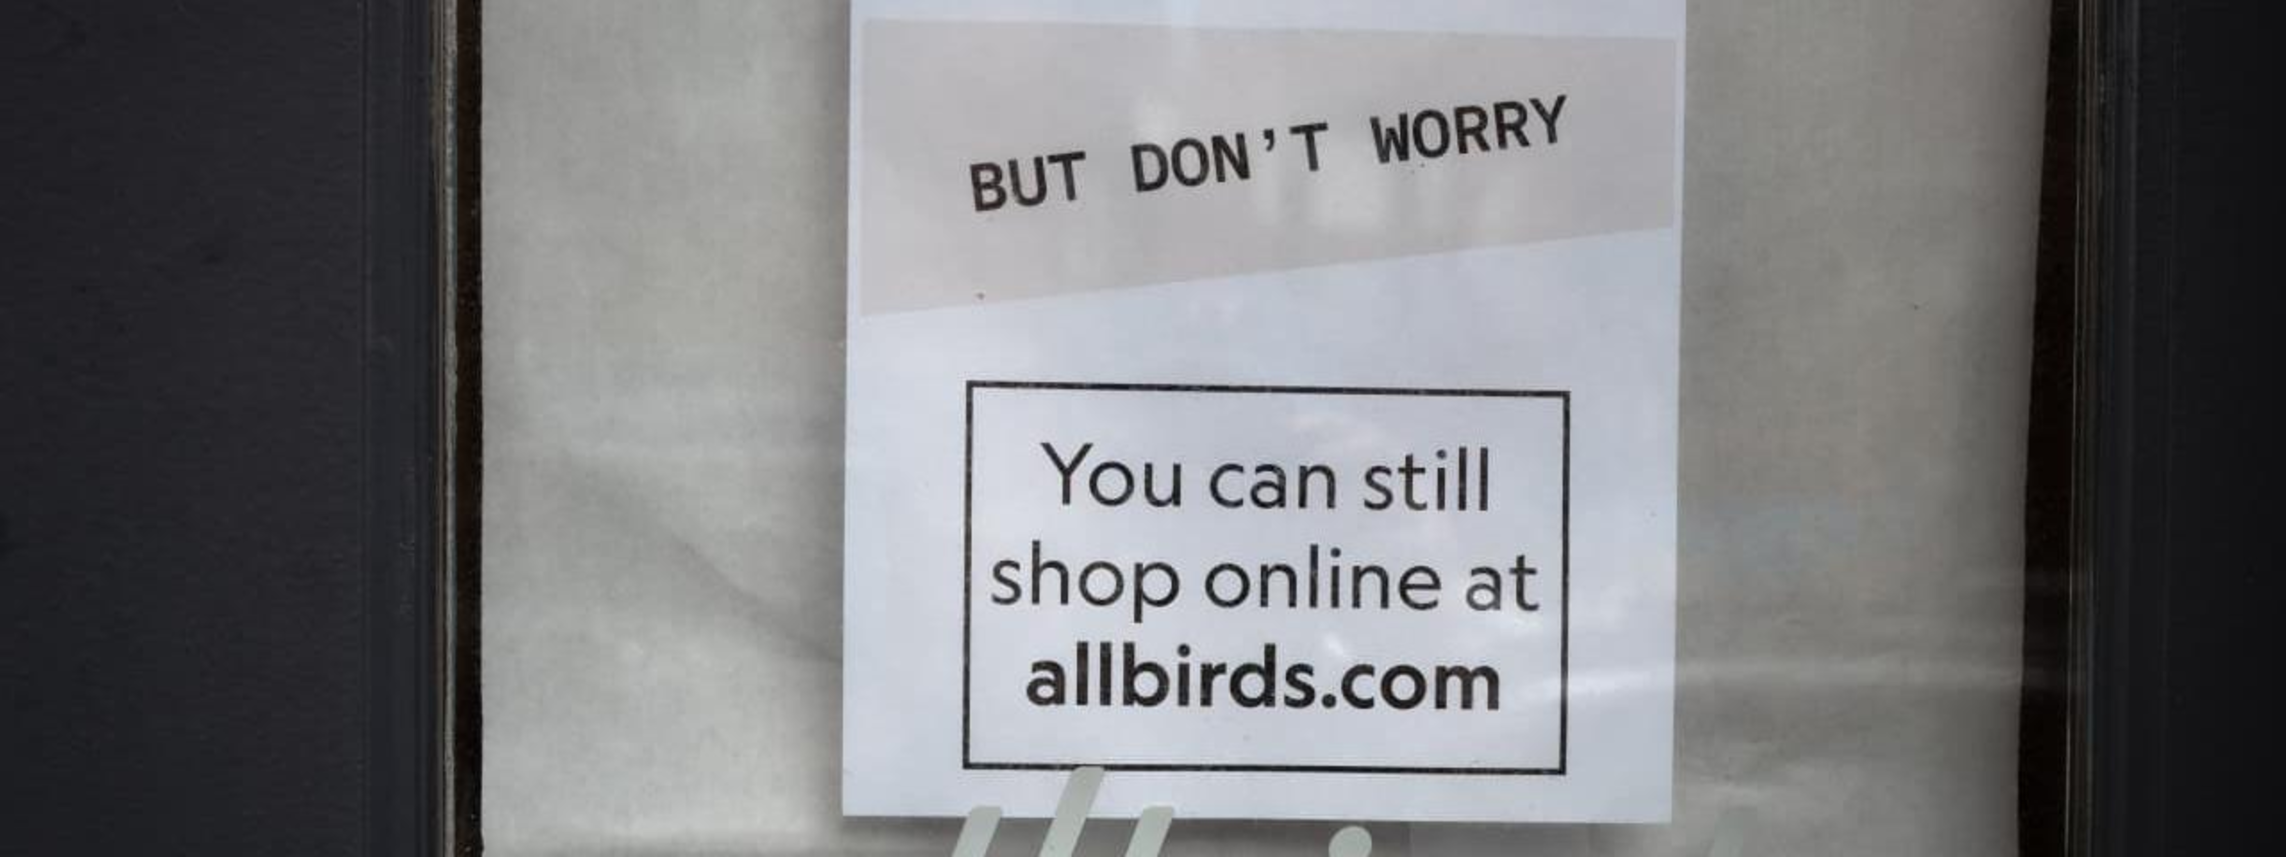 BUT DON'T WORRY
You can still
shop online at
allbirds.com